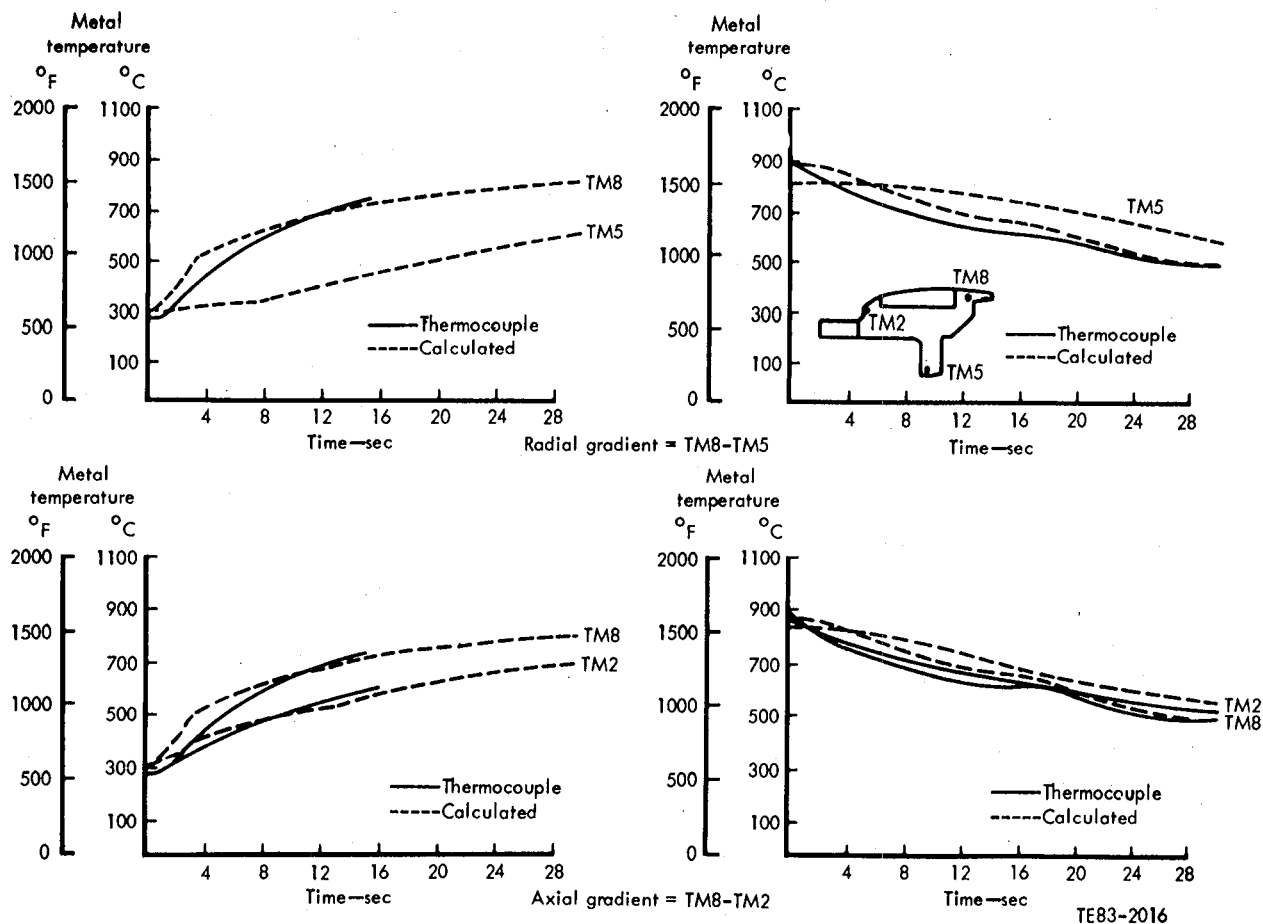 Metal
temperature
°F
°C
2000
1500
1000
500
0
1100
900
700
500
300
100
TM8
TM5
Thermocouple
Calculated
4 8 12 16 20 24 28
Time—sec
Metal
temperature
°F
°C
2000
1500
1000
500
0
1100
900
700
500
300
100
TM5
TM8
TM2
TM5
Thermocouple
Calculated
4 8 12 16 20 24 28
Time—sec
Radial gradient = TM8-TM5
Metal
temperature
°F
°C
2000
1500
1000
500
0
1100
900
700
500
300
100
TM8
TM2
Thermocouple
Calculated
4 8 12 16 20 24 28
Time—sec
Metal
temperature
°F
°C
2000
1500
1000
500
0
1100
900
700
500
300
100
TM2
TM8
Thermocouple
Calculated
4 8 12 16 20 24 28
Time—sec
Axial gradient = TM8-TM2
TE83-2016